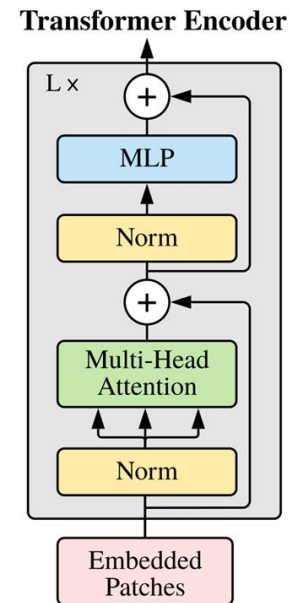 Transformer Encoder
L ×
+
MLP
Norm
+
Multi-Head
Attention
Norm
Embedded
Patches